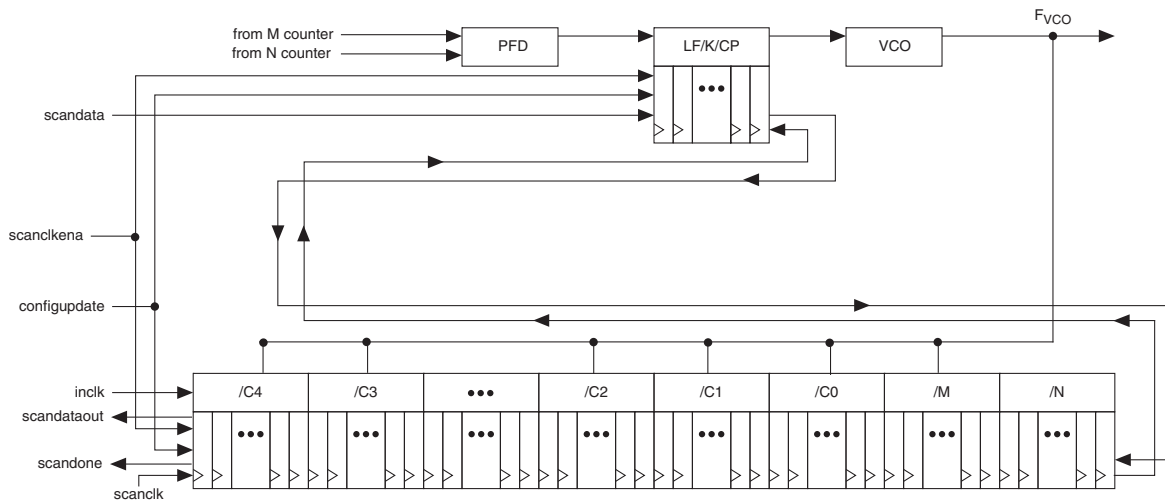 FVCO
from M counter
from N counter
PFD
LF/K/CP
VCO
•••
scandata
scanclkena
configupdate
inclk
/C4
/C3
•••
/C2
/C1
/C0
/M
/N
scandataout
•••
•••
•••
•••
•••
•••
•••
•••
scandone
scanclk